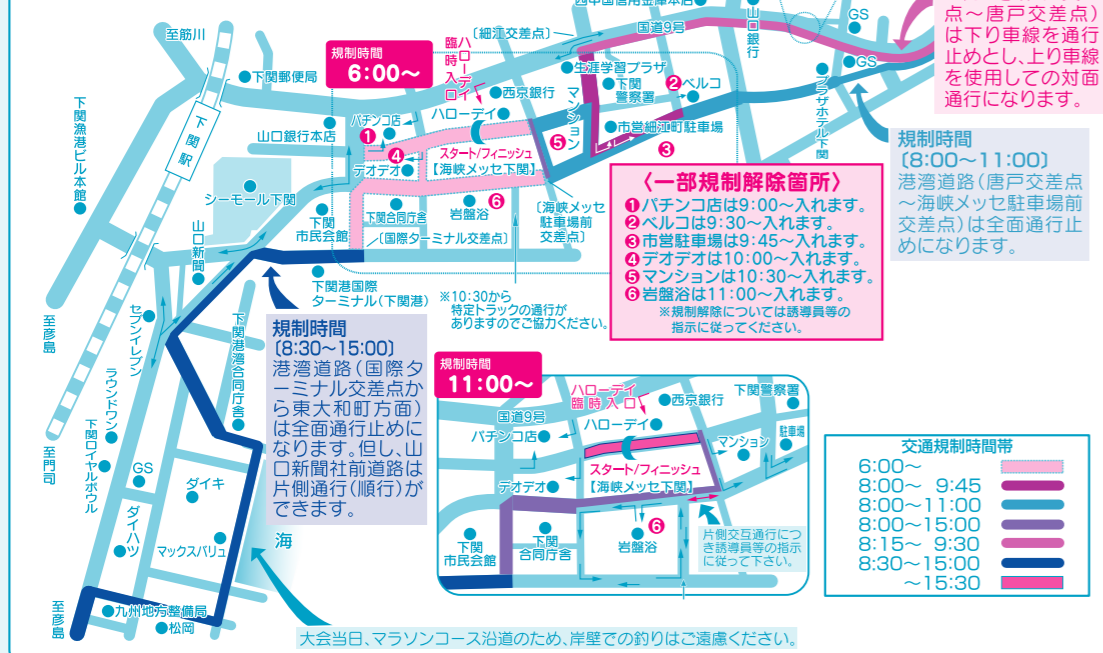 西中国信用金庫本店
国道9号
〔細江交差点〕
至筋川
山口銀行
GS
GS
プラザホテル下関
点～唐戸交差点)
は下り車線を通行
止めとし、上り車線
を使用しての対面
通行になります。
規制時間
6:00～
ハローデイ
臨時入口
下関郵便局
西京銀行
生涯学習プラザ
下関
警察署
❷ベルコ
マンション
❺
市営細江町駐車場
❸
下関漁港ビル本館
下関駅
山口銀行本店
パチンコ店
❶
ハローデイ
❹
デオデオ
スタート/フィニッシュ
【海峡メッセ下関】
シーモール下関
下関
市民会館
下関合同庁舎
岩盤浴
❻
〔海峡メッセ
駐車場前
交差点〕
〔国際ターミナル交差点〕
山口新聞
下関港国際
ターミナル(下関港)
※10:30から
特定トラックの通行が
ありますのでご協力ください。
〈一部規制解除箇所〉
❶パチンコ店は9:00～入れます。
❷ベルコは9:30～入れます。
❸市営駐車場は9:45～入れます。
❹デオデオは10:00～入れます。
❺マンションは10:30～入れます。
❻岩盤浴は11:00～入れます。
※規制解除については誘導員等の
指示に従ってください。
規制時間
〔8:00～11:00〕
港湾道路(唐戸交差点
～海峡メッセ駐車場前
交差点)は全面通行止
めになります。
至彦島
セブンイレブン
下関港湾合同庁舎
規制時間
〔8:30～15:00〕
港湾道路(国際タ
ーミナル交差点か
ら東大和町方面)
は全面通行止めに
なります。但し、山
口新聞社前道路は
片側通行(順行)が
できます。
ラウンドワン
下関ロイヤルボウル
至門司
GS
ダイキ
ダイハツ
マックスバリュ
海
至彦島
九州地方整備局
松岡
規制時間
11:00～
ハローデイ
臨時入口
西京銀行
下関警察署
国道9号
ハローデイ
パチンコ店
マンション
駐車場
スタート/フィニッシュ
デオデオ
【海峡メッセ下関】
❻
下関
市民会館
下関
合同庁舎
岩盤浴
片側交互通行につ
き誘導員等の指示
に従って下さい。
交通規制時間帯
6:00～
8:00～ 9:45
8:00～11:00
8:00～15:00
8:15～ 9:30
8:30～15:00
～15:30
大会当日、マラソンコース沿道のため、岸壁での釣りはご遠慮ください。